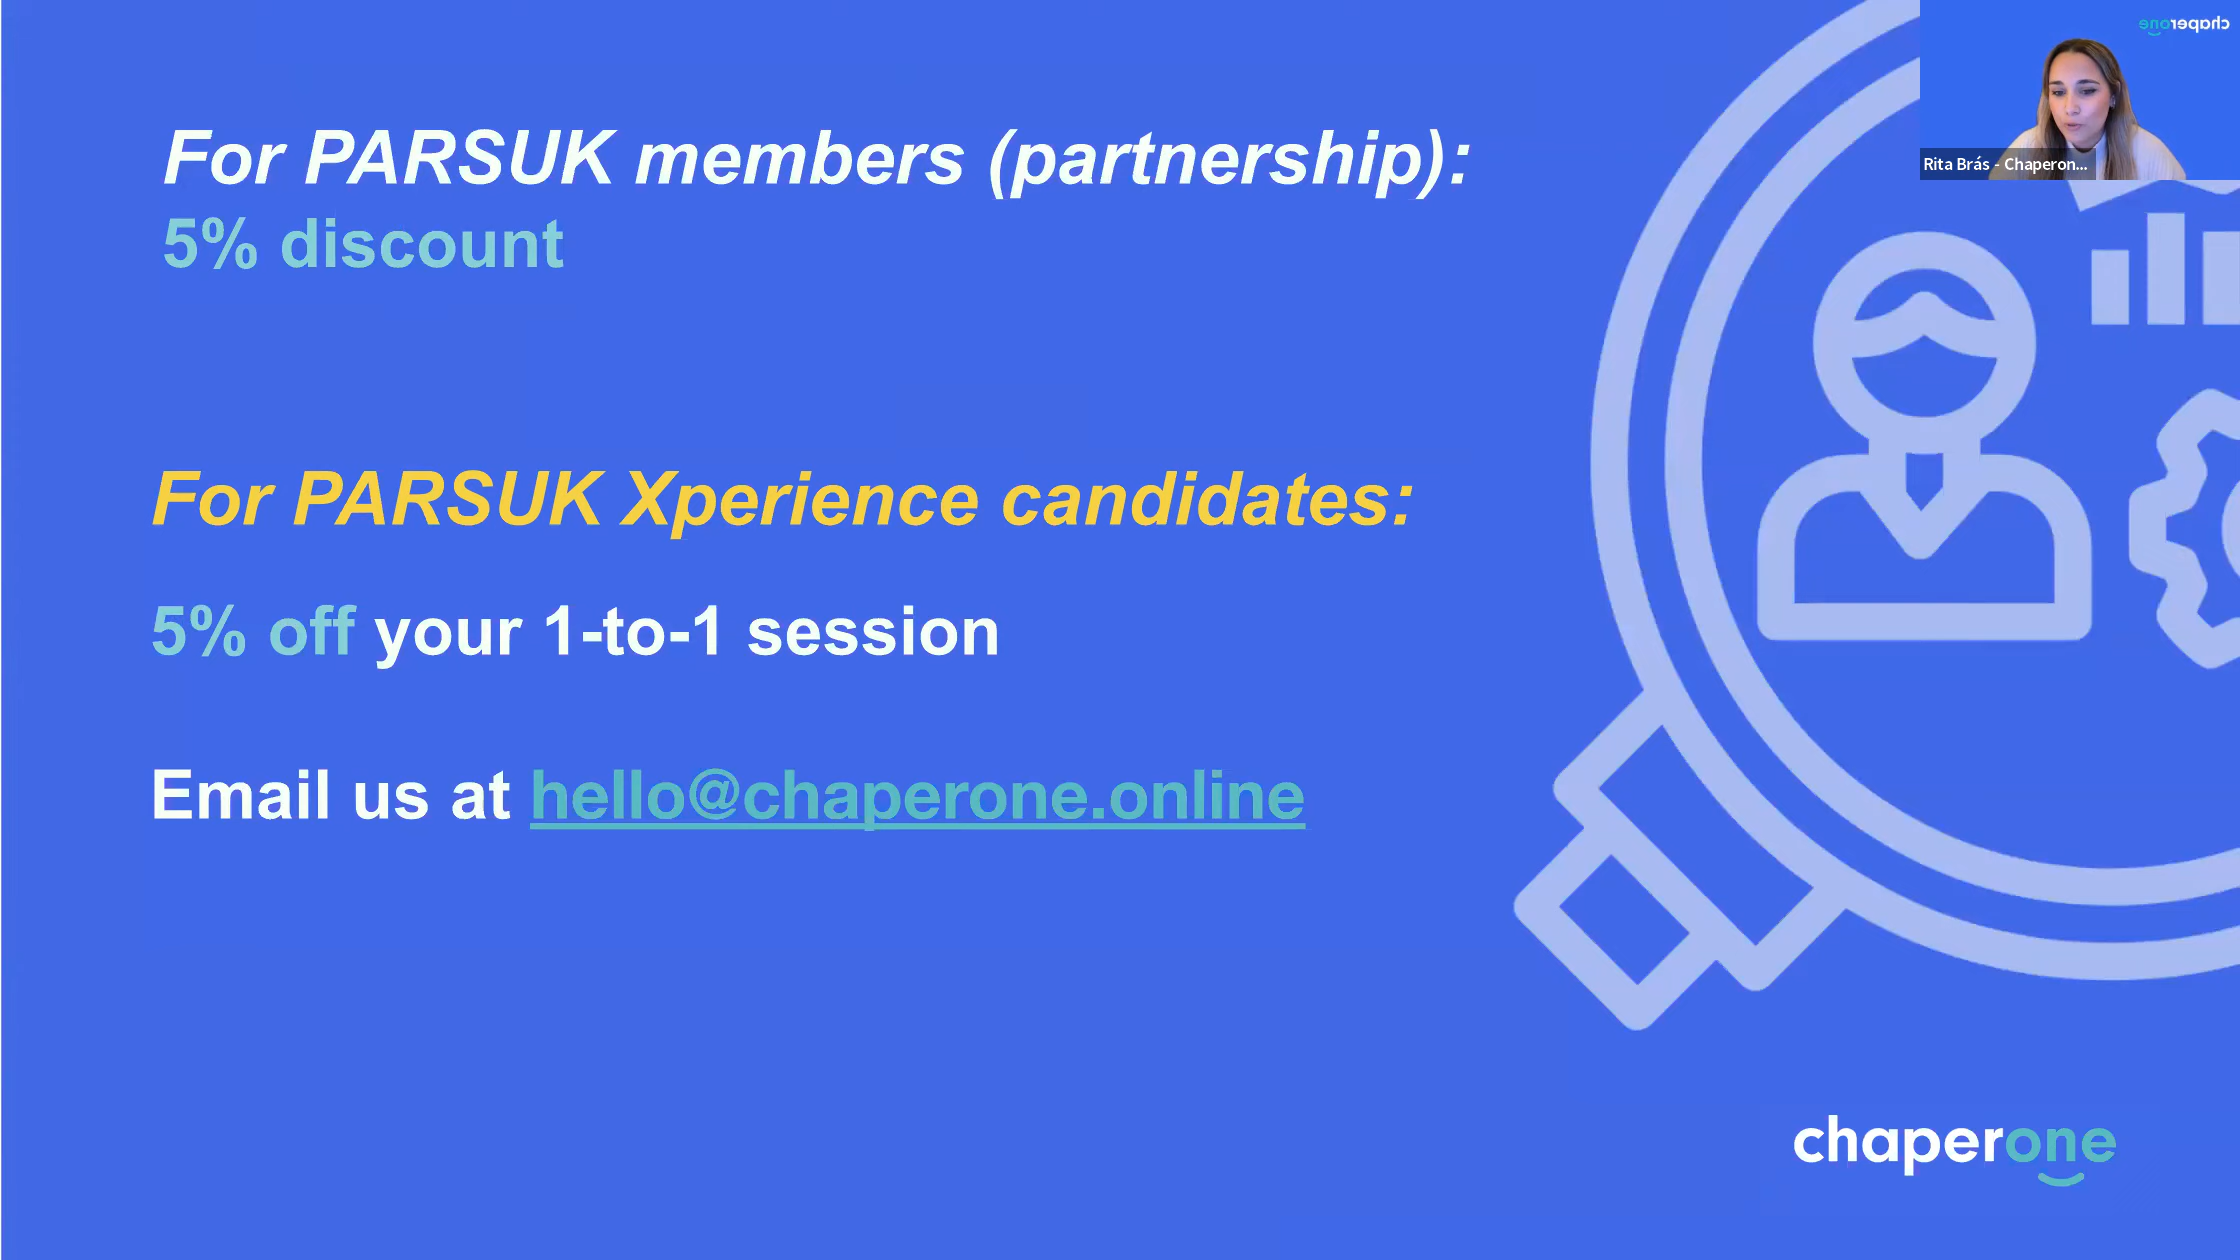 For PARSUK members (partnership):
5% discount
For PARSUK Xperience candidates:
5% off your 1-to-1 session
Email us at hello@chaperone.online
chaperone
Rita Brás - Chaperon...
chaperone